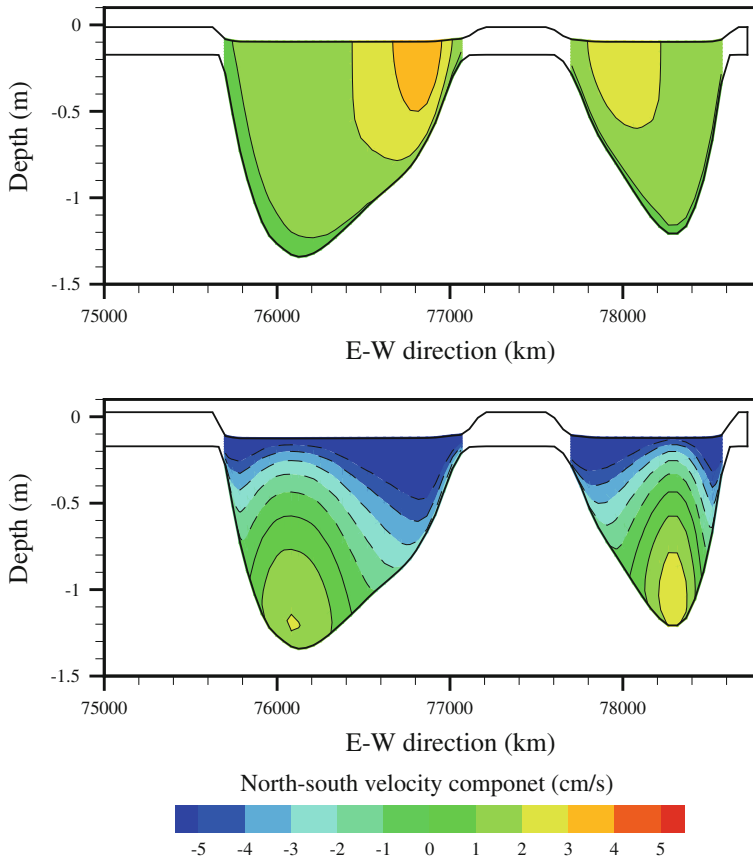 0
-0.5
-1
-1.5
Depth (m)
75000 76000 77000 78000
E-W direction (km)
0
-0.5
-1
-1.5
Depth (m)
75000 76000 77000 78000
E-W direction (km)
North-south velocity componet (cm/s)
-5 -4 -3 -2 -1 0 1 2 3 4 5